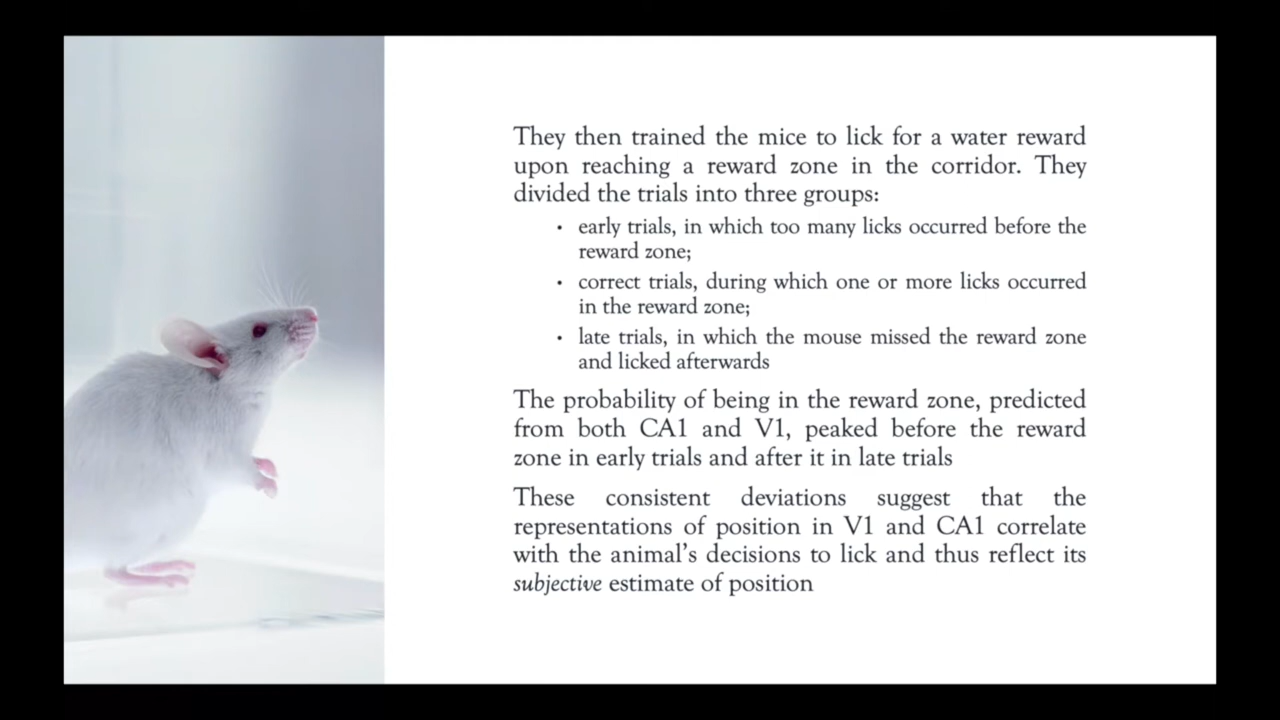 They then trained the mice to lick for a water reward
upon reaching a reward zone in the corridor. They
divided the trials into three groups:
• early trials, in which too many licks occurred before the
reward zone;
• correct trials, during which one or more licks occurred
in the reward zone;
• late trials, in which the mouse missed the reward zone
and licked afterwards
The probability of being in the reward zone, predicted
from both CA1 and V1, peaked before the reward
zone in early trials and after it in late trials
These consistent deviations suggest that the
representations of position in V1 and CA1 correlate
with the animal’s decisions to lick and thus reflect its
subjective estimate of position